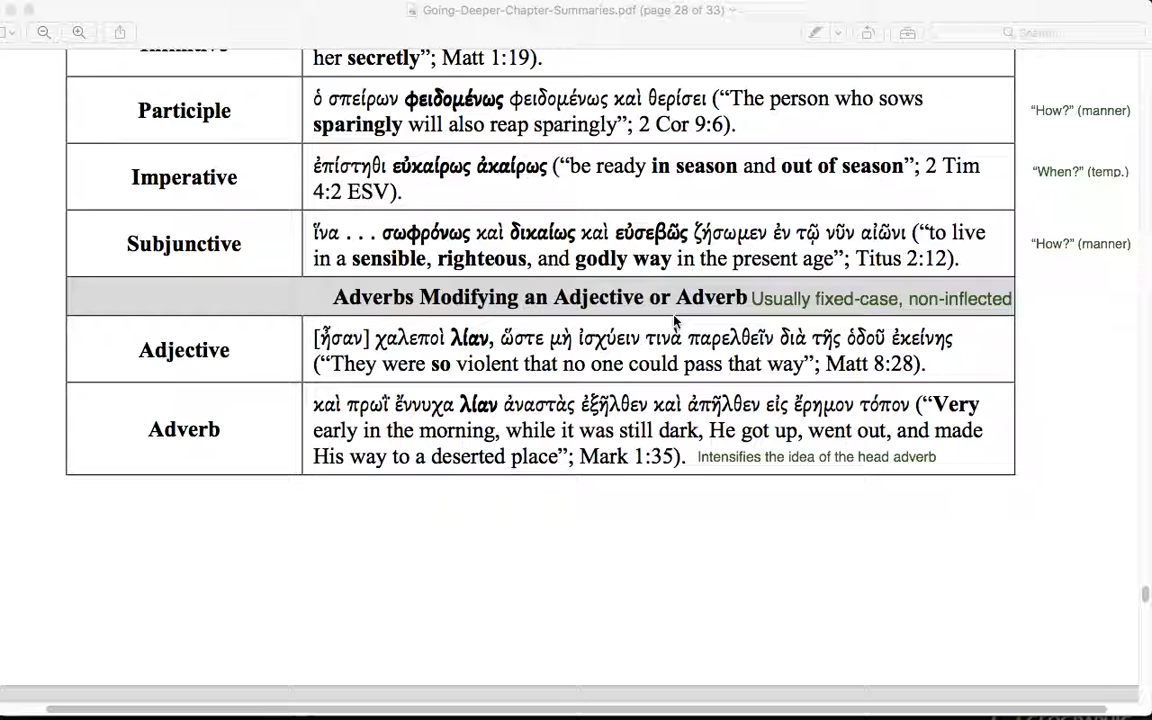 Going-Deeper-Chapter-Summaries.pdf (page 28 of 33)
Search
her secretly”; Matt 1:19).
Participle
ὁ σπείρων φειδομένως φειδομένως καὶ θερίσει (“The person who sows
sparingly will also reap sparingly”; 2 Cor 9:6).
“How?” (manner)
Imperative
ἐπίστηθι εὐκαίρως ἀκαίρως (“be ready in season and out of season”; 2 Tim
4:2 ESV).
“When?” (temp.)
Subjunctive
ἵνα . . . σωφρόνως καὶ δικαίως καὶ εὐσεβῶς ζήσωμεν ἐν τῷ νῦν αἰῶνι (“to live
in a sensible, righteous, and godly way in the present age”; Titus 2:12).
“How?” (manner)
Adverbs Modifying an Adjective or Adverb Usually fixed-case, non-inflected
Adjective
[ἦσαν] χαλεποὶ λίαν, ὥστε μὴ ἰσχύειν τινὰ παρελθεῖν διὰ τῆς ὁδοῦ ἐκείνης
(“They were so violent that no one could pass that way”; Matt 8:28).
Adverb
καὶ πρωῒ ἔννυχα λίαν ἀναστὰς ἐξῆλθεν καὶ ἀπῆλθεν εἰς ἔρημον τόπον (“Very
early in the morning, while it was still dark, He got up, went out, and made
His way to a deserted place”; Mark 1:35). Intensifies the idea of the head adverb